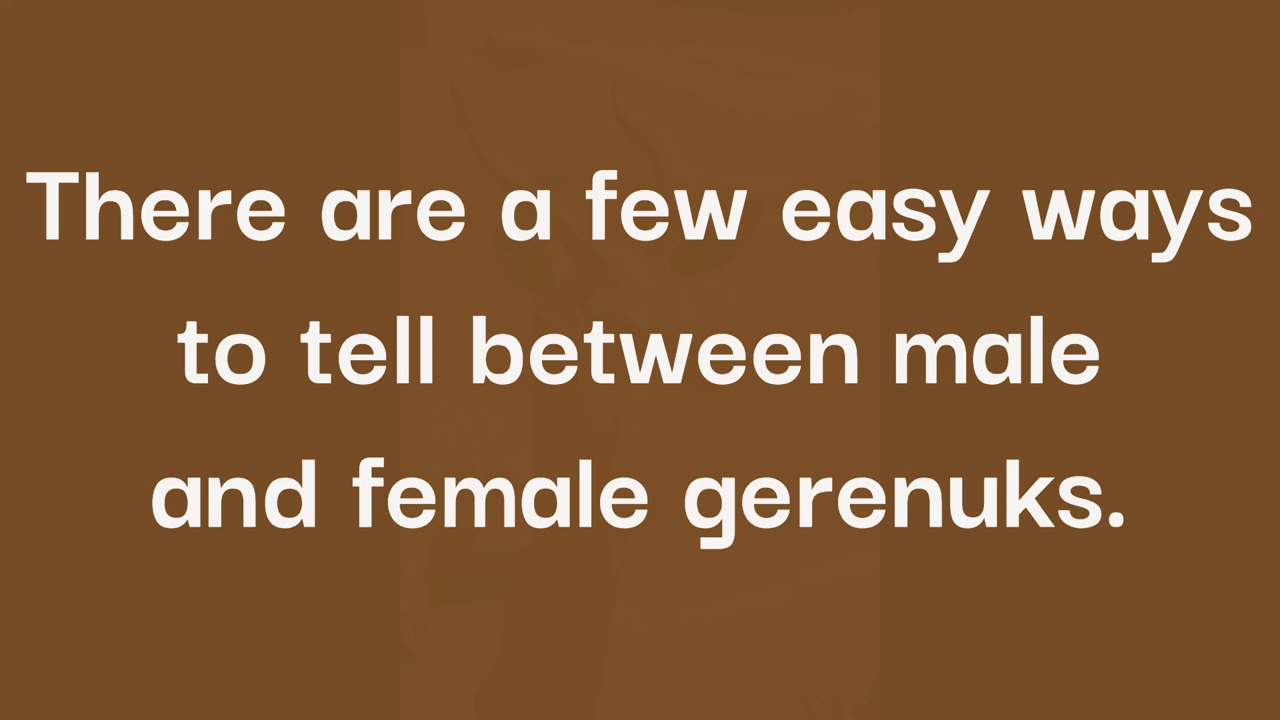 There are a few easy ways
to tell between male
and female gerenuks.